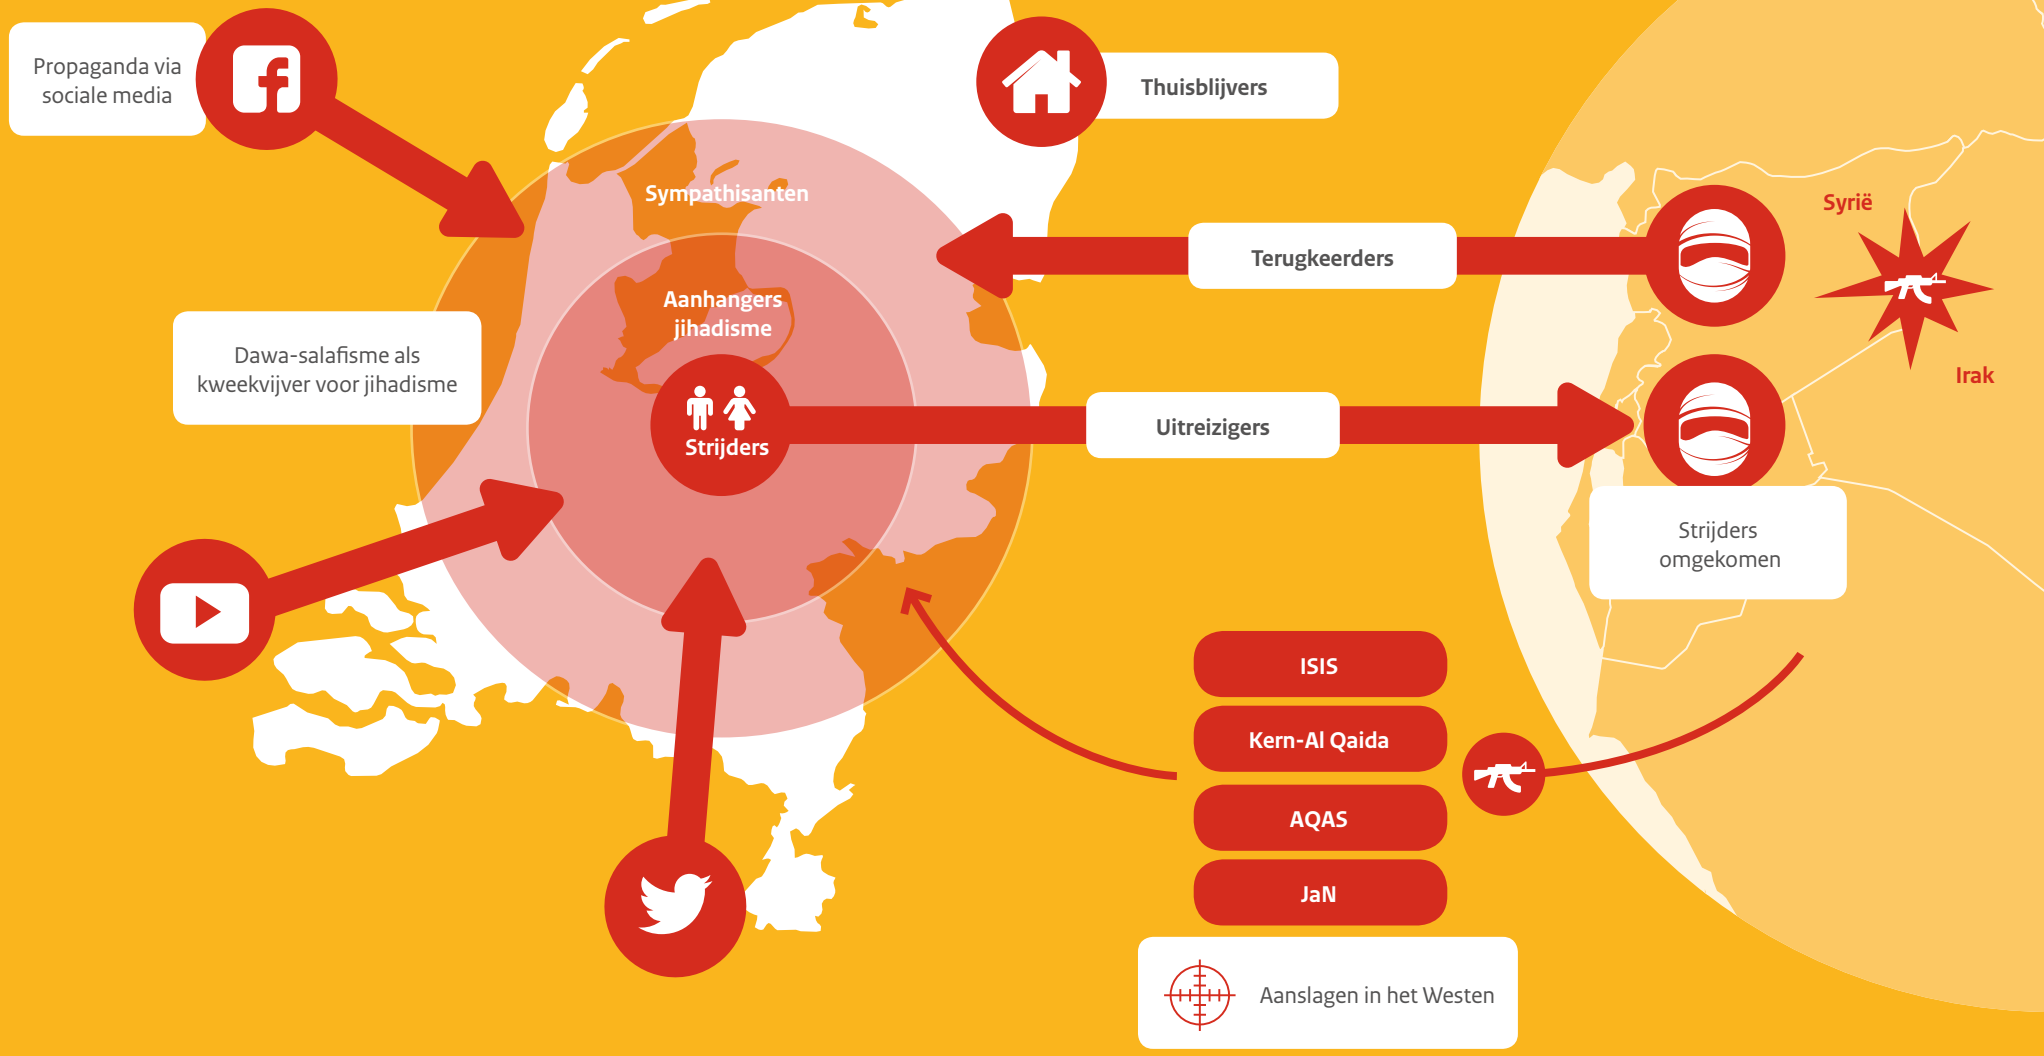 Propaganda via
sociale media
Thuisblijvers
Sympathisanten
Syrië
Terugkeerders
Aanhangers
jihadisme
Dawa-salafisme als
kweekvijver voor jihadisme
Irak
Strijders
Uitreizigers
Strijders
omgekomen
ISIS
Kern-Al Qaida
AQAS
JaN
Aanslagen in het Westen